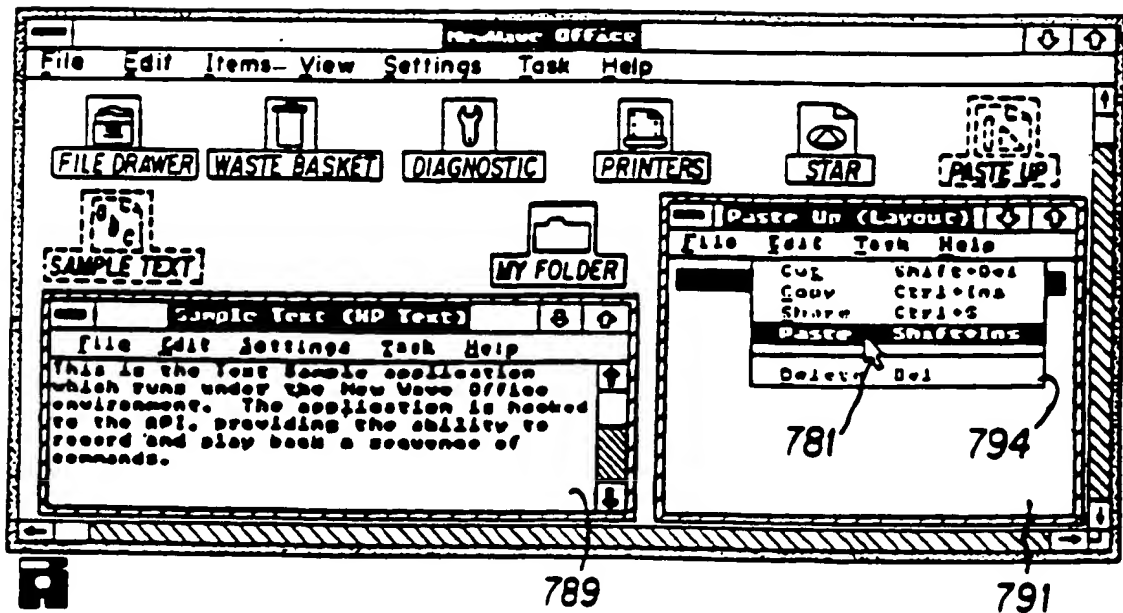 NewWave Office
File Edit Items View Settings Task Help
FILE DRAWER WASTE BASKET DIAGNOSTIC PRINTERS STAR PASTE UP
SAMPLE TEXT MY FOLDER
Paste Up (Layout)
File Edit Task Help
Cut Shift+Del
Copy Ctrl+Ins
Share Ctrl+S
Paste Shift+Ins
Delete Del
Sample Text (HP Text)
File Edit Settings Task Help
This is the Text Sample application
which runs under the New Wave Office
environment. The application is hooked
to the API, providing the ability to
record and play back a sequence of
commands.
781 794
789 791